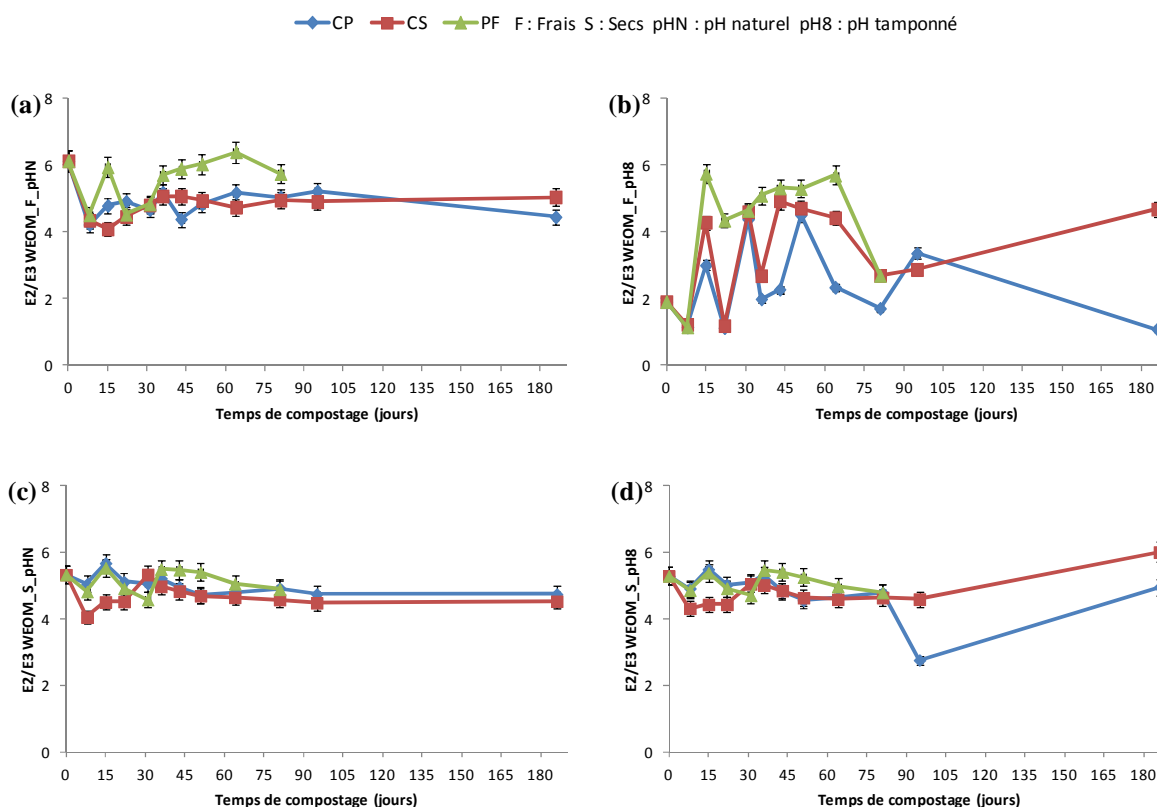 CP CS PF F : Frais S : Secs pHN : pH naturel pH8 : pH tamponné
(a)
E2/E3 WEOM_F_pHN
8
6
4
2
0
0 15 30 45 60 75 90 105 120 135 150 165 180
Temps de compostage (jours)
(b)
E2/E3 WEOM_F_pH8
8
6
4
2
0
0 15 30 45 60 75 90 105 120 135 150 165 180
Temps de compostage (jours)
(c)
E2/E3 WEOM_S_pHN
8
6
4
2
0
0 15 30 45 60 75 90 105 120 135 150 165 180
Temps de compostage (jours)
(d)
E2/E3 WEOM_S_pH8
8
6
4
2
0
0 15 30 45 60 75 90 105 120 135 150 165 180
Temps de compostage (jours)